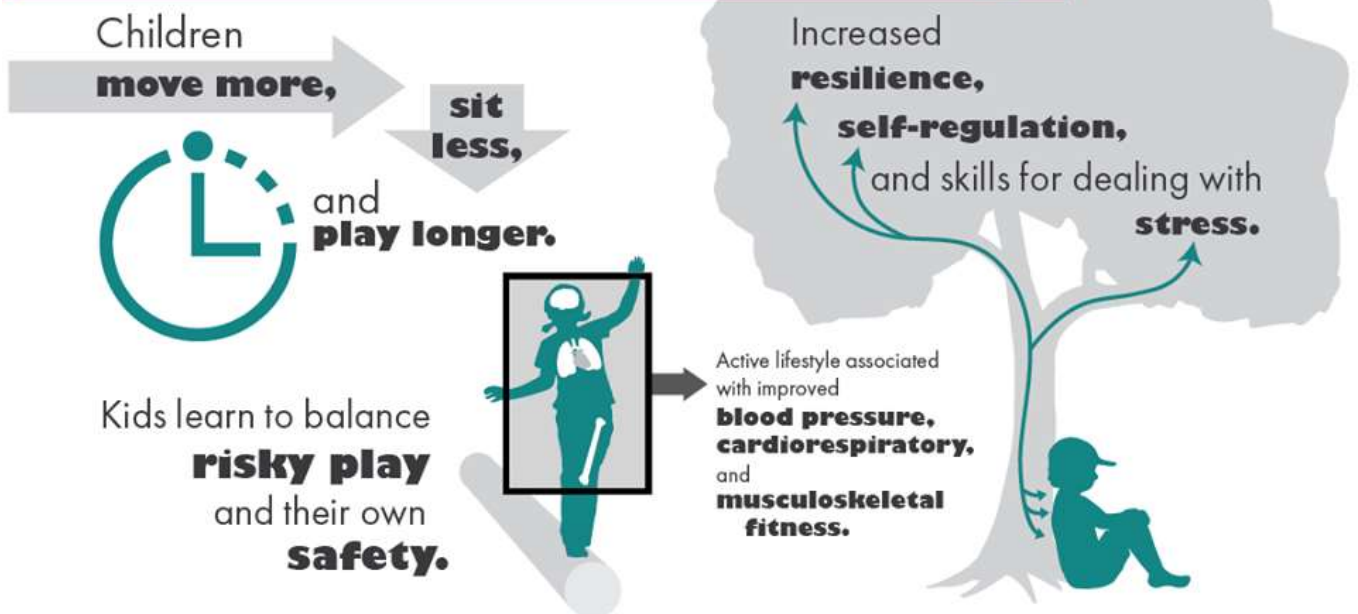 Children
move more,
sit
less,
and
play longer.
Kids learn to balance
risky play
and their own
safety.
Active lifestyle associated
with improved
blood pressure,
cardiorespiratory,
and
musculoskeletal
fitness.
Increased
resilience,
self-regulation,
and skills for dealing with
stress.